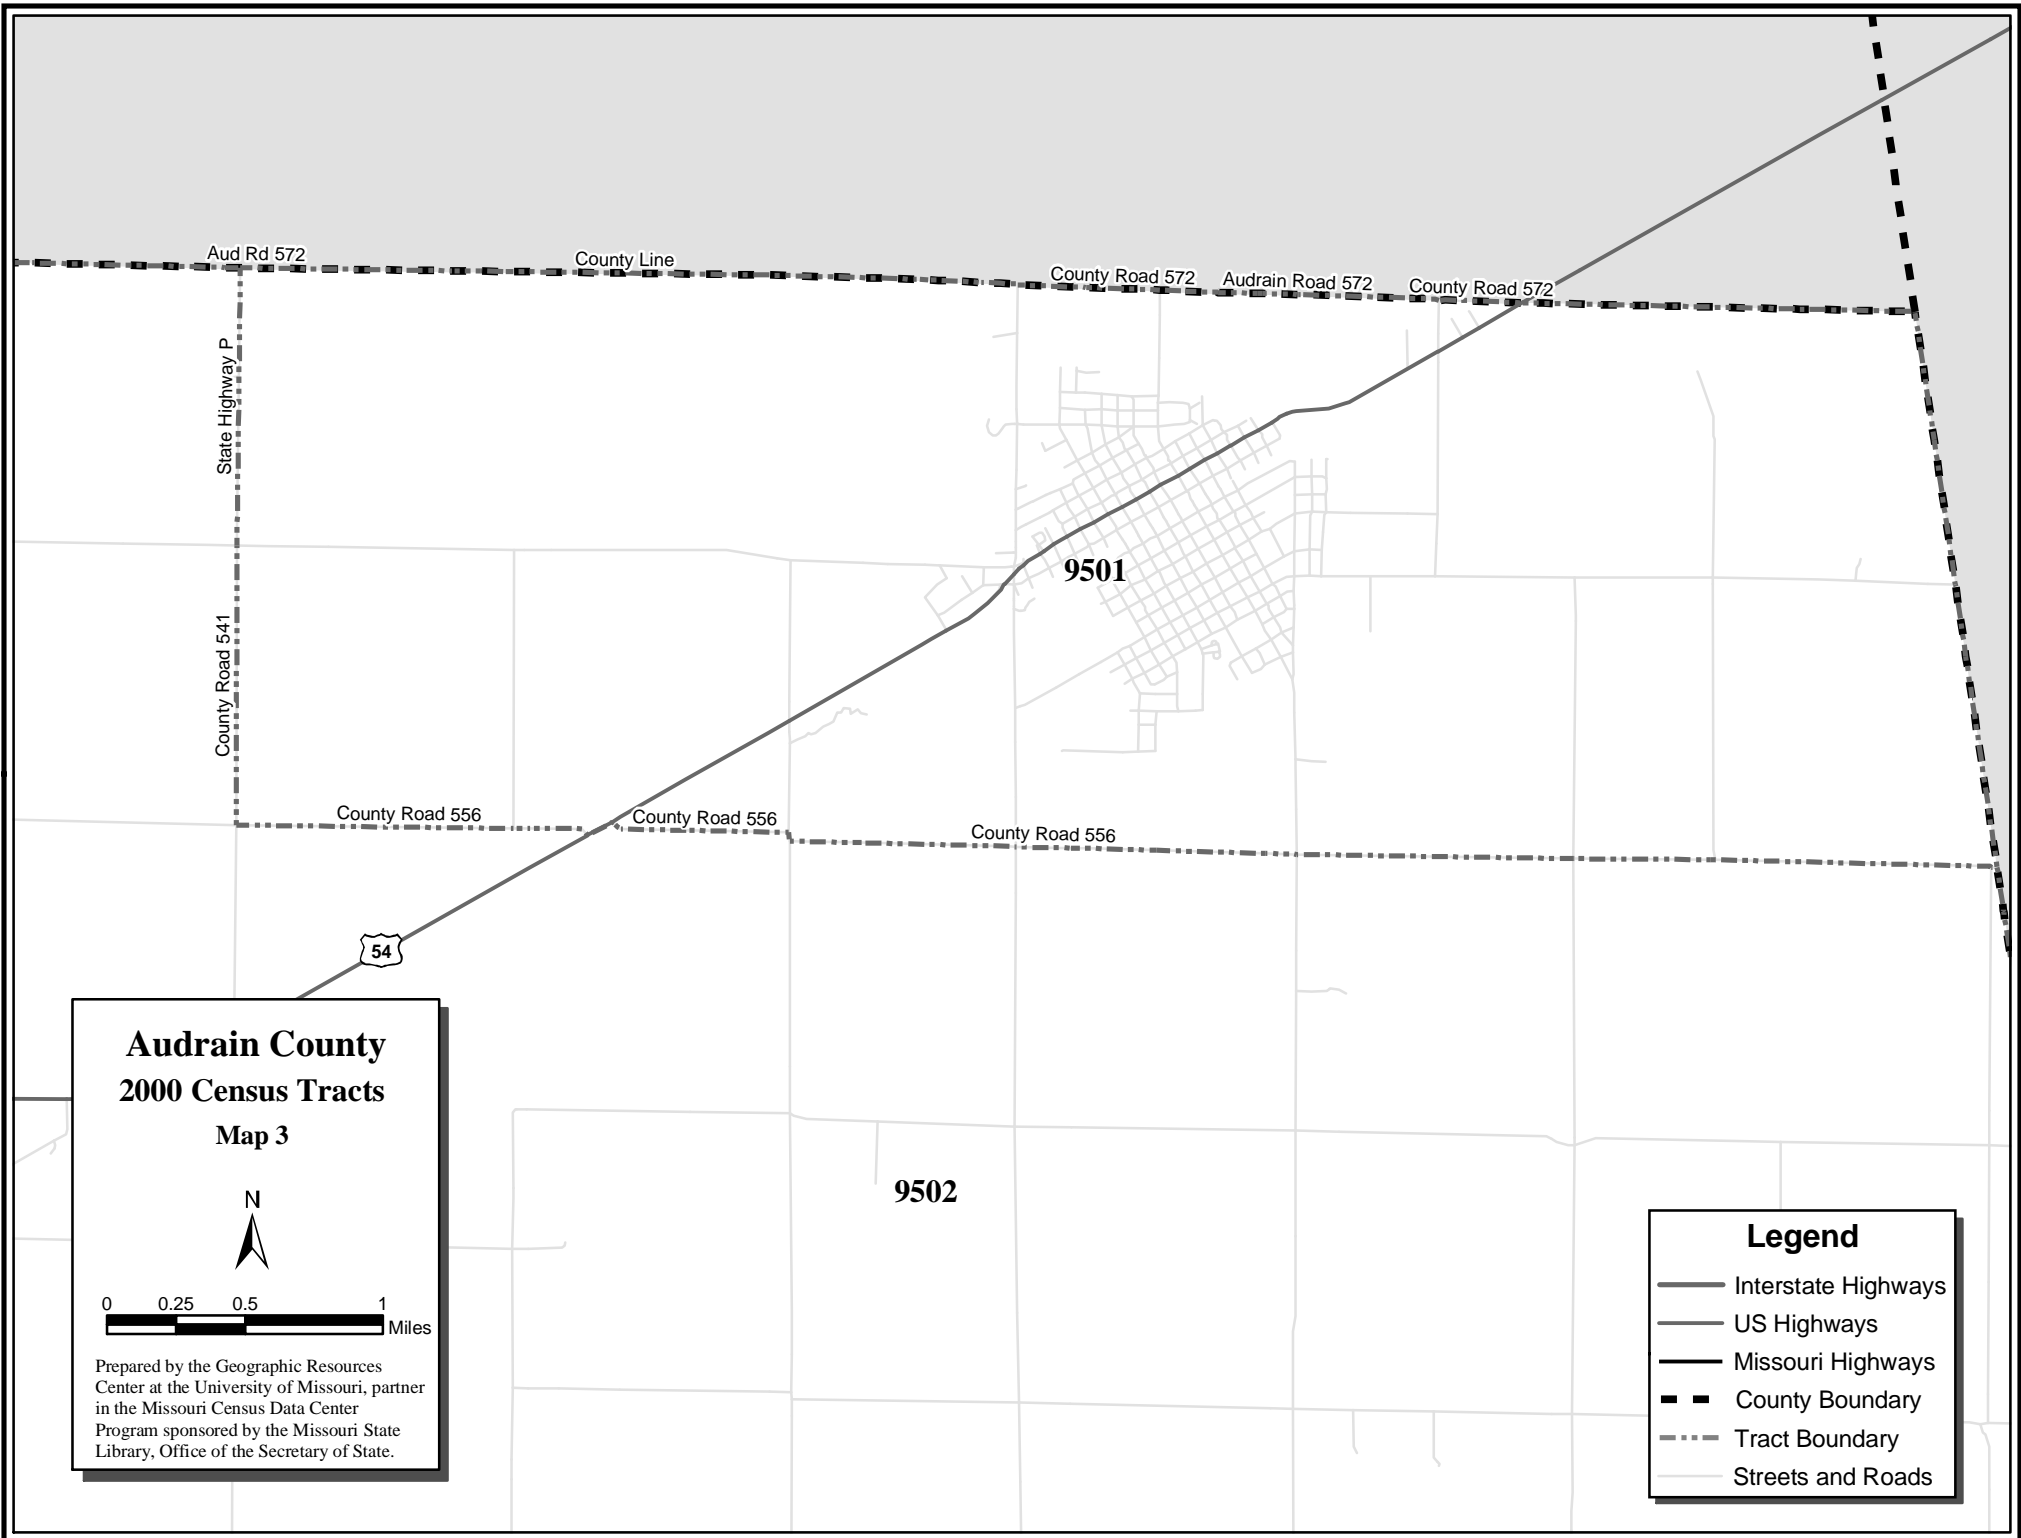 Aud Rd 572
County Line
County Road 572
Audrain Road 572
County Road 572
State Highway P
9501
County Road 541
County Road 556
County Road 556
County Road 556
54
Audrain County
2000 Census Tracts
Map 3
N
0 0.25 0.5 1
Miles
Prepared by the Geographic Resources
Center at the University of Missouri, partner
in the Missouri Census Data Center
Program sponsored by the Missouri State
Library, Office of the Secretary of State.
9502
Legend
Interstate Highways
US Highways
Missouri Highways
County Boundary
Tract Boundary
Streets and Roads